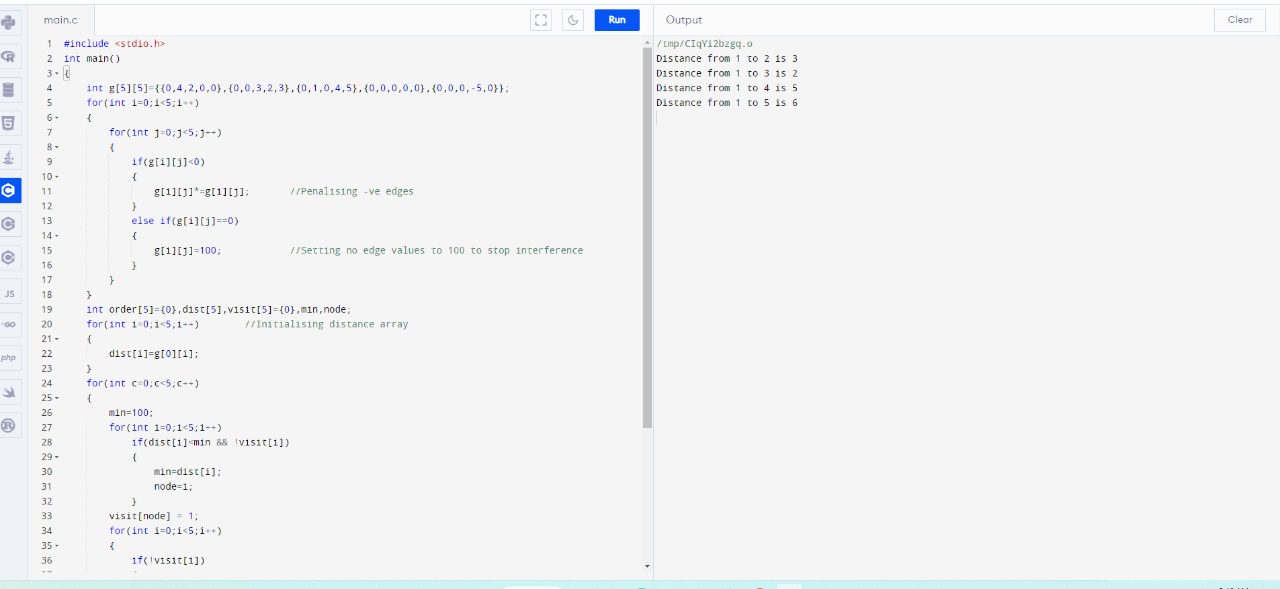 main.c
Run
Output
Clear
1 #include <stdio.h>
2 int main()
3 {
4 int g[5][5]={{0,4,2,0,0},{0,0,3,2,3},{0,1,0,4,5},{0,0,0,0,0},{0,0,0,-5,0}};
5 for(int i=0;i<5;i++)
6 {
7 for(int j=0;j<5;j++)
8 {
9 if(g[i][j]<0)
10 {
11 g[i][j]*=g[i][j]; //Penalising -ve edges
12 }
13 else if(g[i][j]==0)
14 {
15 g[i][j]=100; //Setting no edge values to 100 to stop interference
16 }
17 }
18 }
19 int order[5]={0},dist[5],visit[5]={0},min,node;
20 for(int i=0;i<5;i++) //Initialising distance array
21 {
22 dist[i]=g[0][i];
23 }
24 for(int c=0;c<5;c++)
25 {
26 min=100;
27 for(int i=0;i<5;i++)
28 if(dist[i]<min && !visit[i])
29 {
30 min=dist[i];
31 node=i;
32 }
33 visit[node] = 1;
34 for(int i=0;i<5;i++)
35 {
36 if(!visit[i])
/tmp/CIqYi2bzgq.o
Distance from 1 to 2 is 3
Distance from 1 to 3 is 2
Distance from 1 to 4 is 5
Distance from 1 to 5 is 6
JS
GO
php